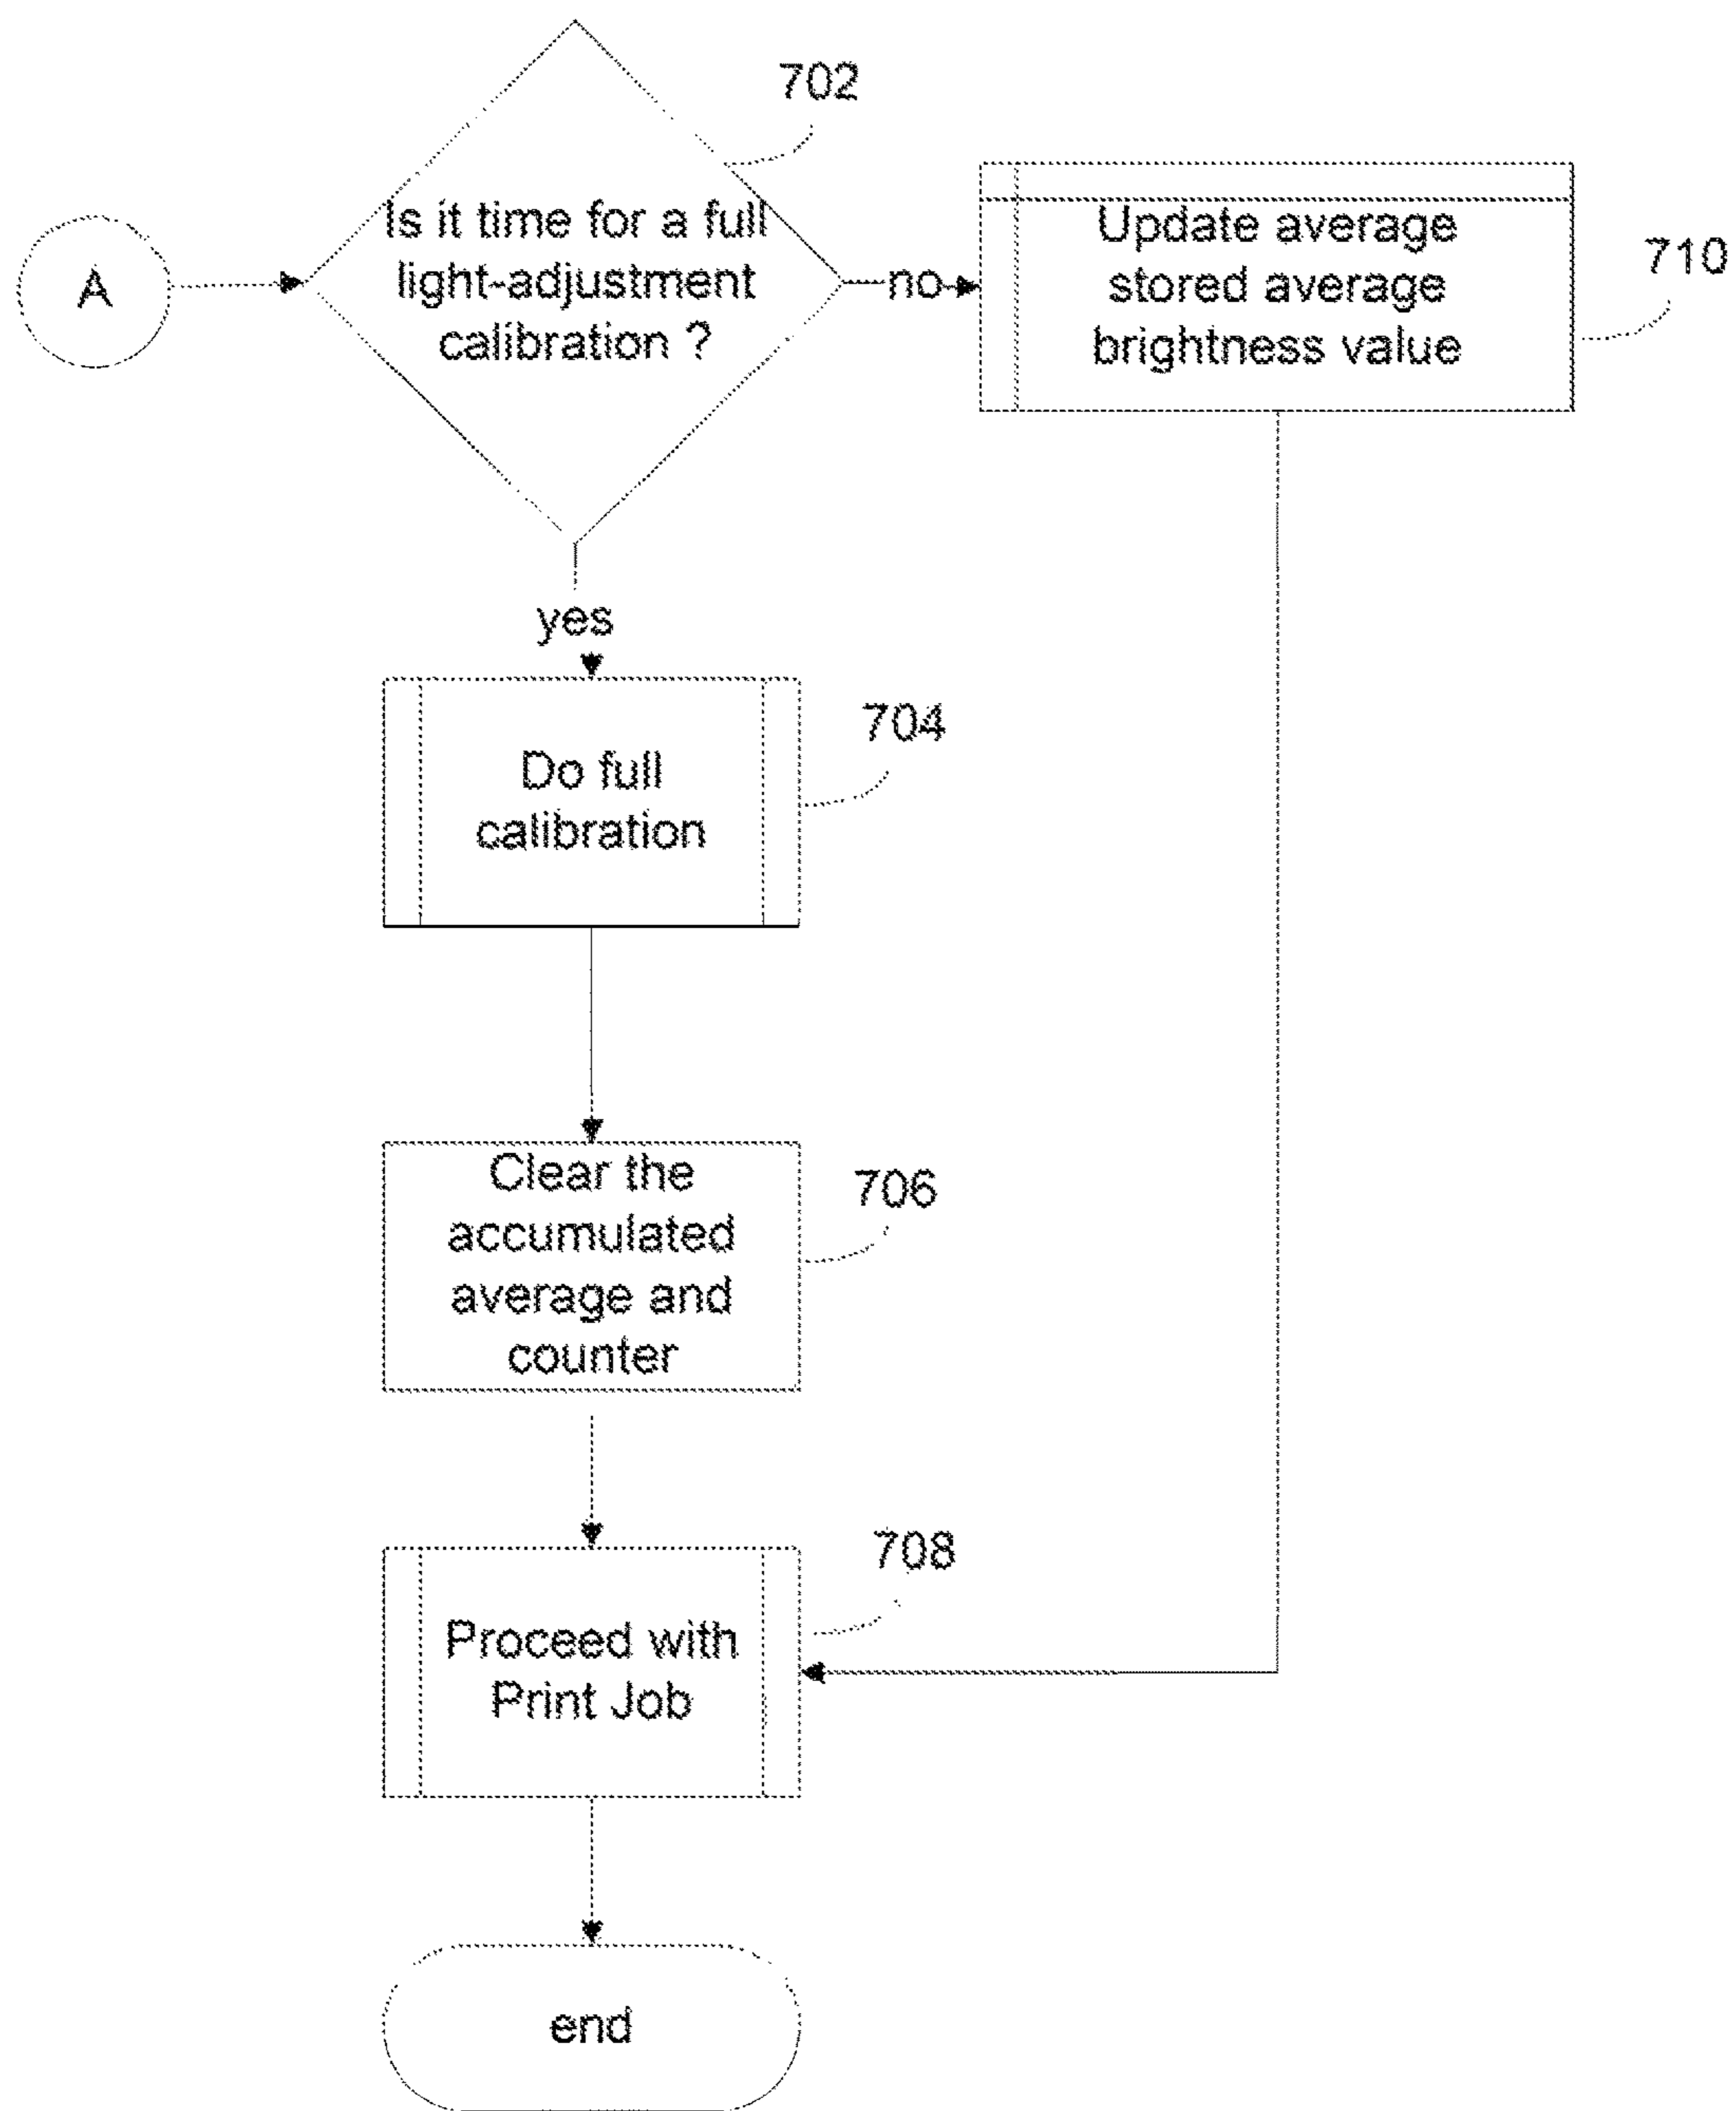 702
A
Is it time for a full
light-adjustment
calibration ?
no
Update average
stored average
brightness value
710
yes
704
Do full
calibration
706
Clear the
accumulated
average and
counter
708
Proceed with
Print Job
end